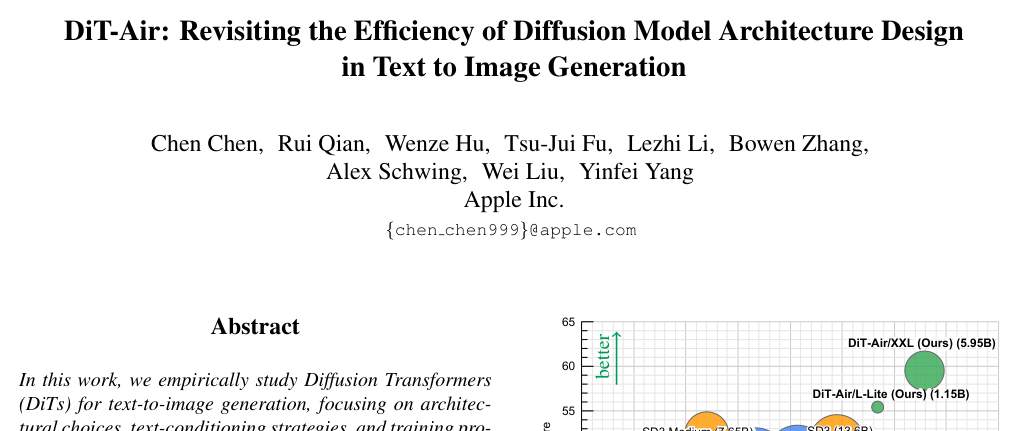 DiT-Air: Revisiting the Efficiency of Diffusion Model Architecture Design
in Text to Image Generation
Chen Chen, Rui Qian, Wenze Hu, Tsu-Jui Fu, Lezhi Li, Bowen Zhang,
Alex Schwing, Wei Liu, Yinfei Yang
Apple Inc.
{chen_chen999}@apple.com
Abstract
In this work, we empirically study Diffusion Transformers
(DiTs) for text-to-image generation, focusing on architec-
tural choices, text-conditioning strategies, and training pro-
65
better
DiT-Air/XXL (Ours) (5.95B)
60
DiT-Air/L-Lite (Ours) (1.15B)
55
SD3 Medium (7.65B)
SD3 (13.6B)